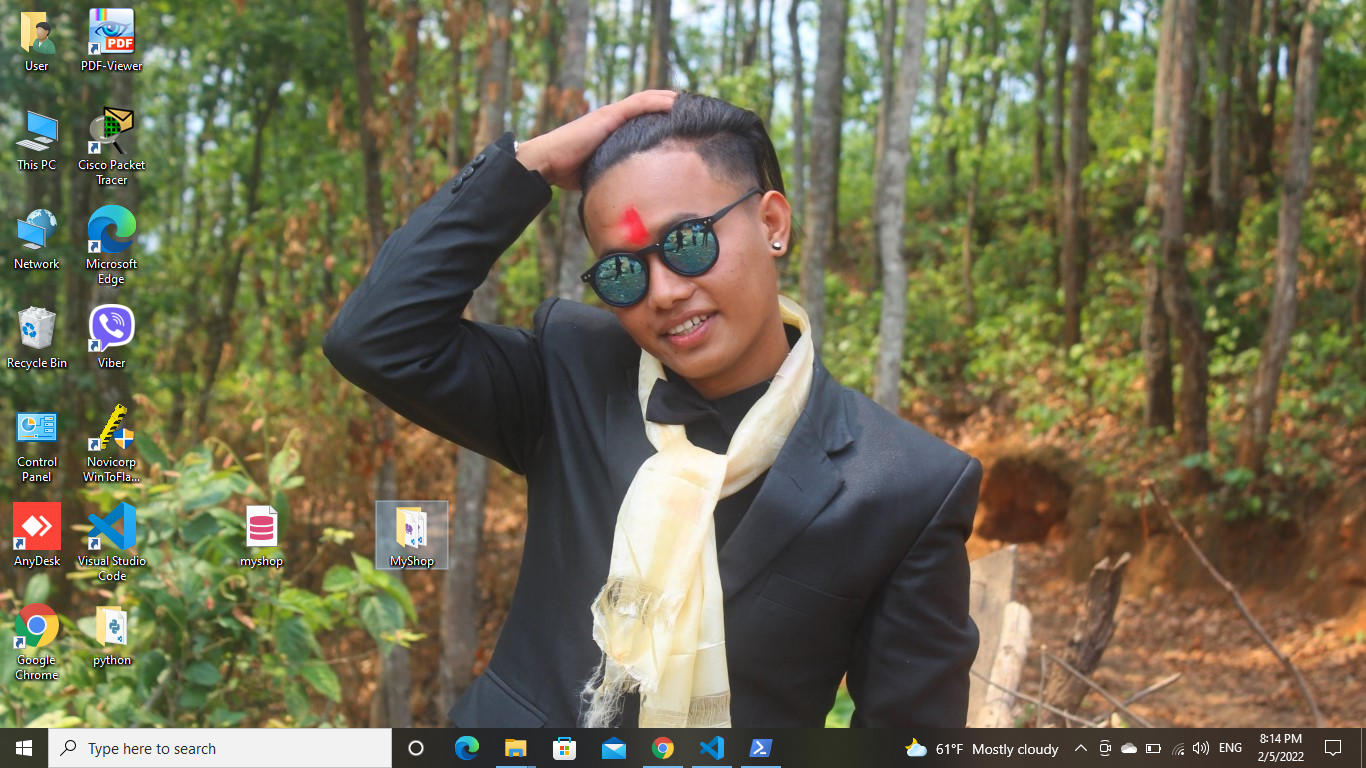 User
PDF
PDF-Viewer
This PC
Cisco Packet
Tracer
Network
Microsoft
Edge
Recycle Bin
Viber
Control
Panel
Novicorp
WinToFla...
AnyDesk
Visual Studio
Code
myshop
MyShop
Google
Chrome
python
Type here to search
61°F Mostly cloudy
ENG
8:14 PM
2/5/2022